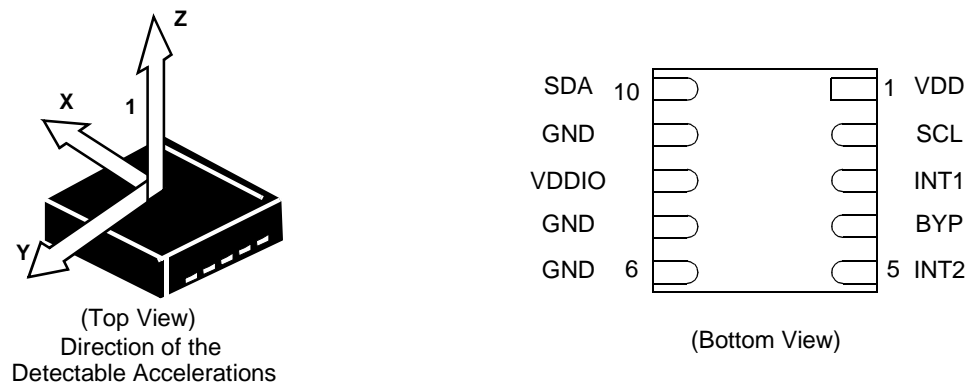 Z
X
1
Y
(Top View)
Direction of the
Detectable Accelerations
SDA 10 1 VDD
GND SCL
VDDIO INT1
GND BYP
GND 6 5 INT2
(Bottom View)